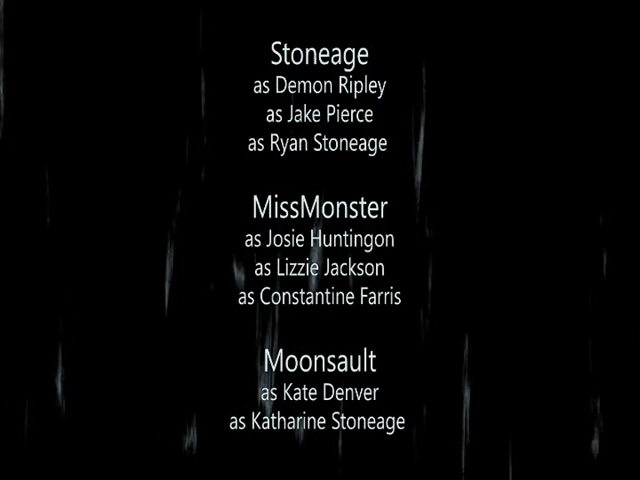 Stoneage
as Demon Ripley
as Jake Pierce
as Ryan Stoneage
MissMonster
as Josie Huntingon
as Lizzie Jackson
as Constantine Farris
Moonsault
as Kate Denver
as Katharine Stoneage